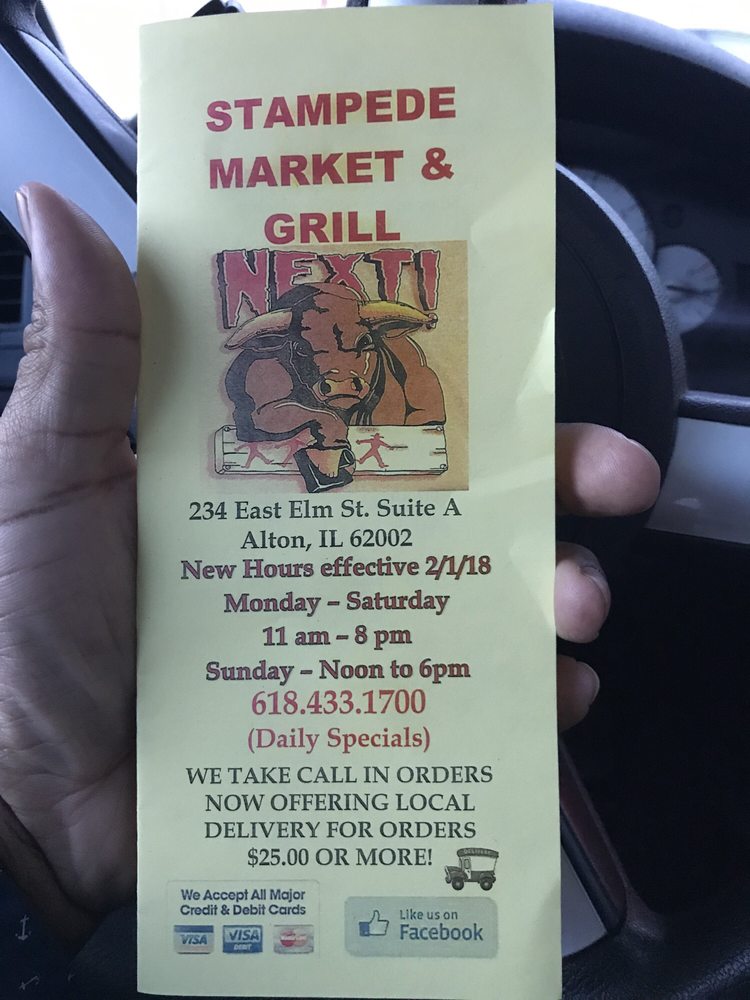 STAMPEDE
MARKET &
GRILL
NEXT!
234 East Elm St. Suite A
Alton, IL 62002
New Hours effective 2/1/18
Monday – Saturday
11 am – 8 pm
Sunday – Noon to 6pm
618.433.1700
(Daily Specials)
WE TAKE CALL IN ORDERS
NOW OFFERING LOCAL
DELIVERY FOR ORDERS
$25.00 OR MORE!
DELIVERY
We Accept All Major
Credit & Debit Cards
VISA
VISA
DEBIT
MasterCard
Like us on
Facebook